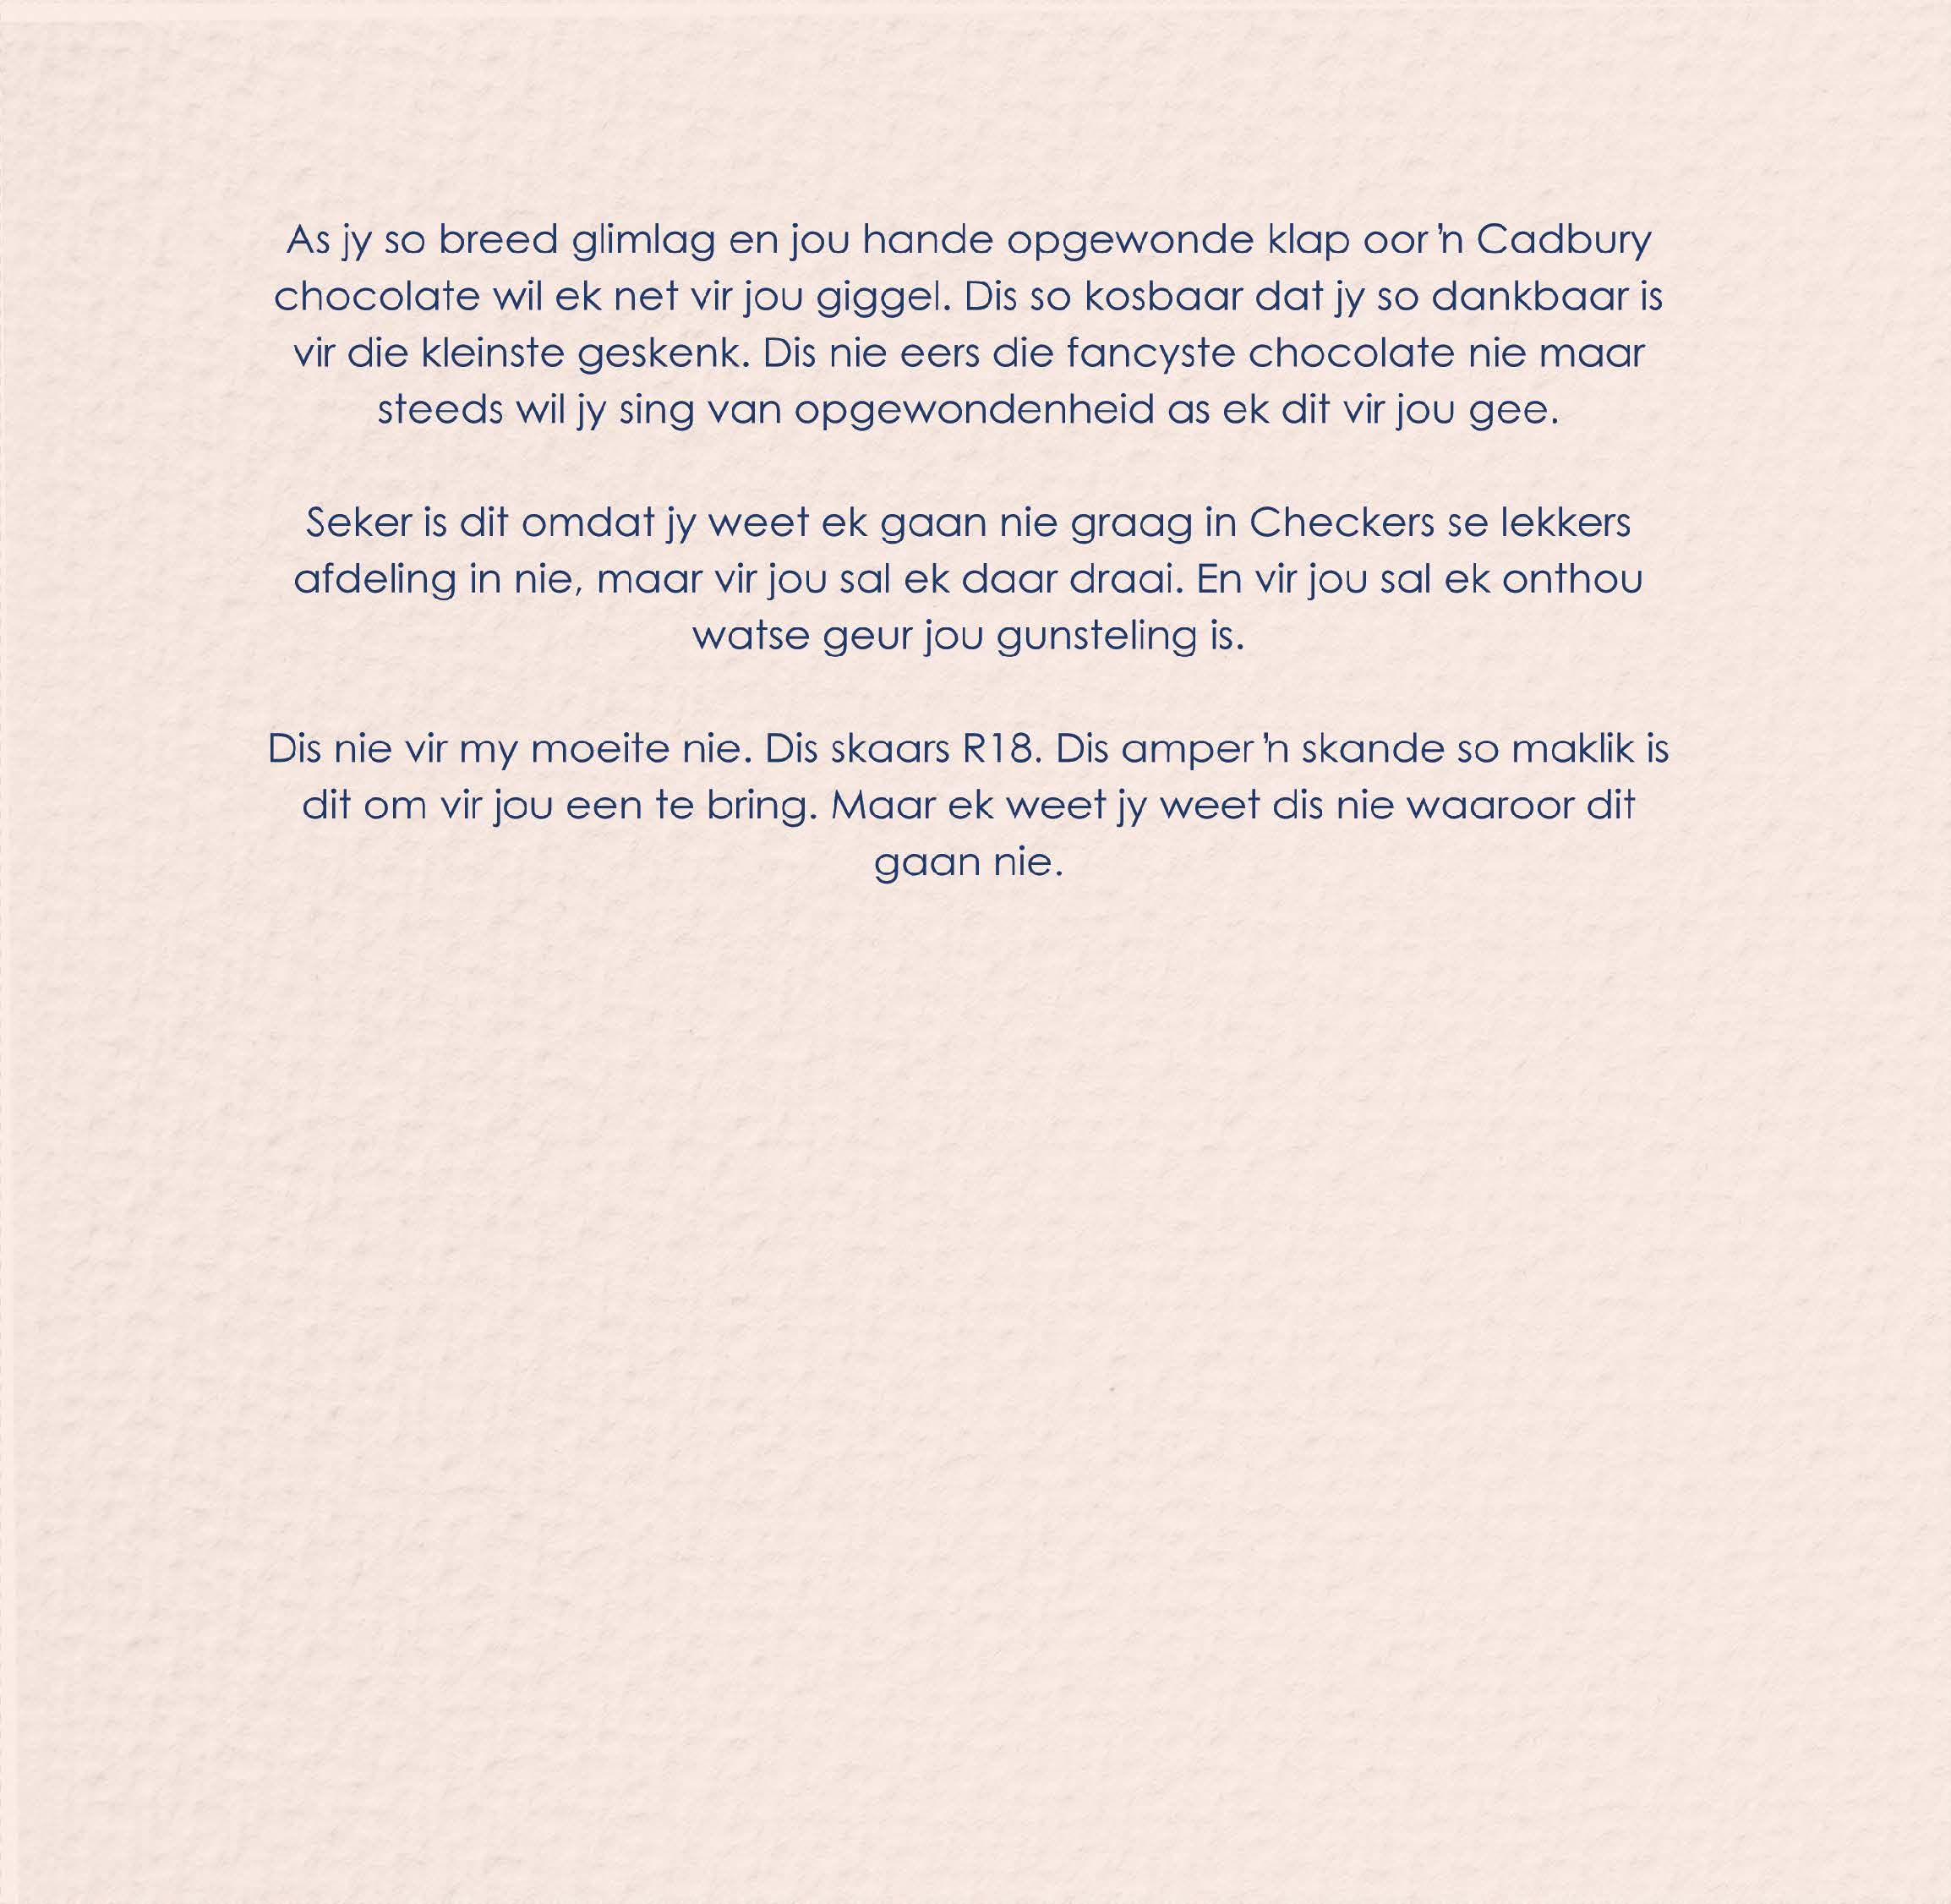 As jy so breed glimlag en jou hande opgewonde klap oor ŉ Cadbury
chocolate wil ek net vir jou giggel. Dis so kosbaar dat jy so dankbaar is
vir die kleinste geskenk. Dis nie eers die fancyste chocolate nie maar
steeds wil jy sing van opgewondenheid as ek dit vir jou gee.
Seker is dit omdat jy weet ek gaan nie graag in Checkers se lekkers
afdeling in nie, maar vir jou sal ek daar draai. En vir jou sal ek onthou
watse geur jou gunsteling is.
Dis nie vir my moeite nie. Dis skaars R18. Dis amper ŉ skande so maklik is
dit om vir jou een te bring. Maar ek weet jy weet dis nie waaroor dit
gaan nie.